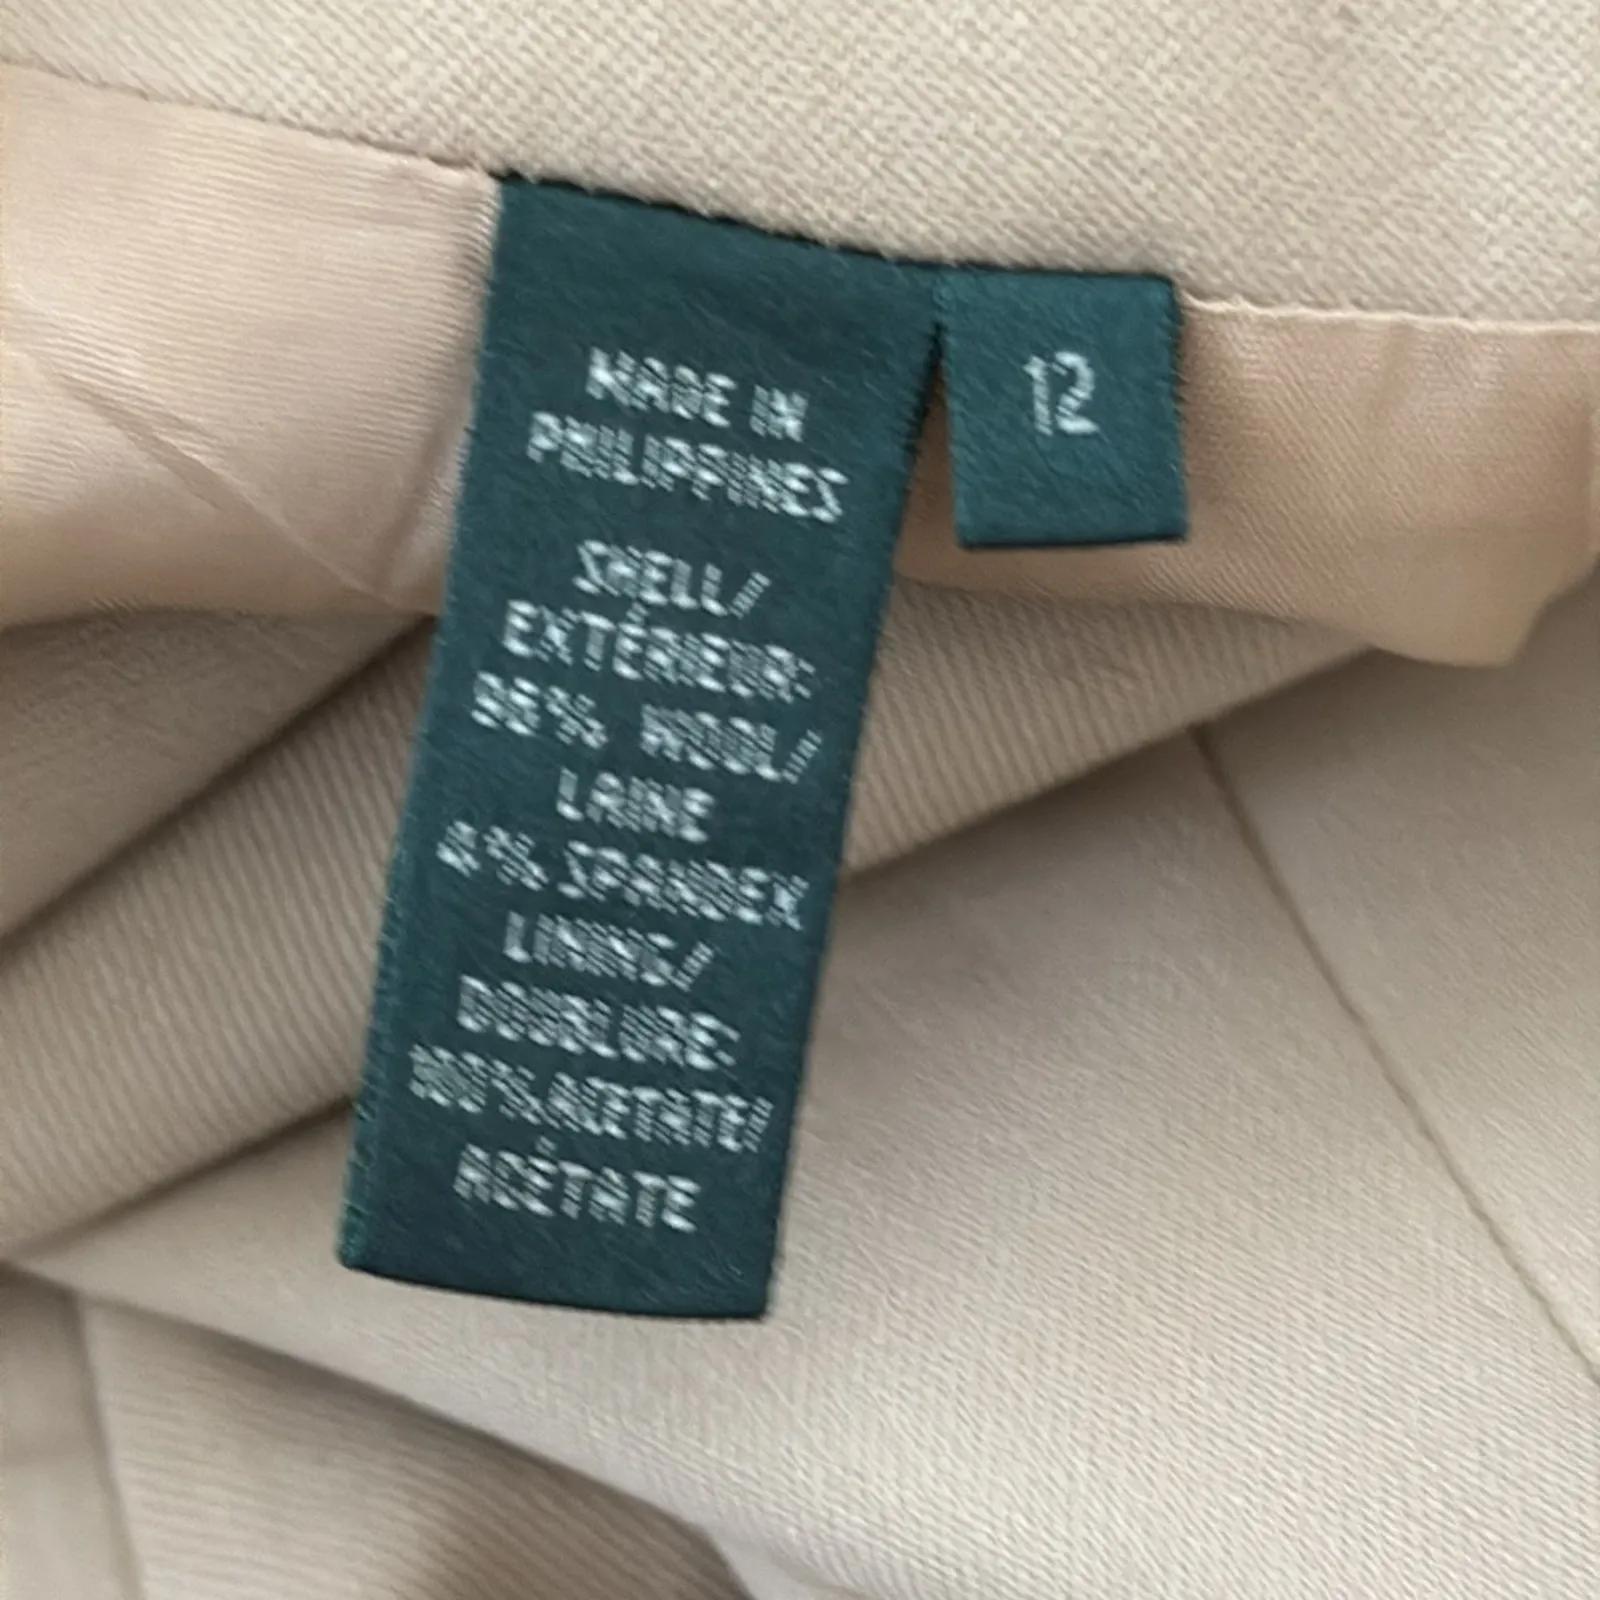 MADE IN
PHILIPPINES
SHELL/
EXTÉRIEUR:
96% WOOL/
LAINE
4% SPANDEX
LINING/
DOUBLURE:
100% ACETATE/
ACÉTATE
12